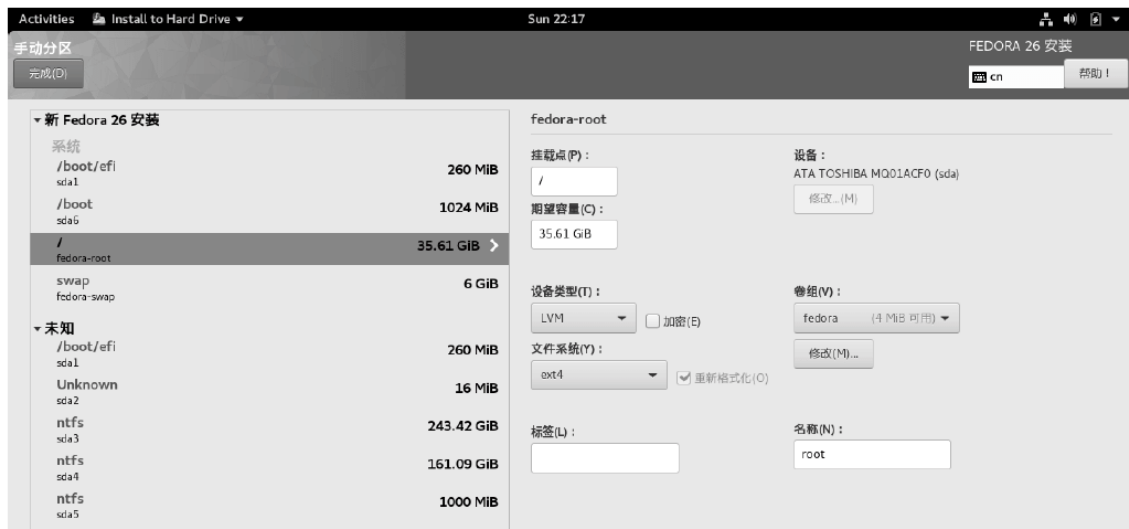 Activities Install to Hard Drive Sun 22:17
手动分区
FEDORA 26 安装
完成(D)
cn
帮助！
新 Fedora 26 安装
系统
/boot/efi 260 MiB
sda1
/boot 1024 MiB
sda6
/ 35.61 GiB
fedora-root
swap 6 GiB
fedora-swap
未知
/boot/efi 260 MiB
sda1
Unknown 16 MiB
sda2
ntfs 243.42 GiB
sda3
ntfs 161.09 GiB
sda4
ntfs 1000 MiB
sda5
fedora-root
挂载点(P)：
/
期望容量(C)：
35.61 GiB
设备：
ATA TOSHIBA MQ01ACF0 (sda)
修改...(M)
设备类型(T)：
LVM 加密(E)
文件系统(Y)：
ext4 重新格式化(O)
卷组(V)：
fedora (4 MiB 可用)
修改(M)...
标签(L)：
名称(N)：
root